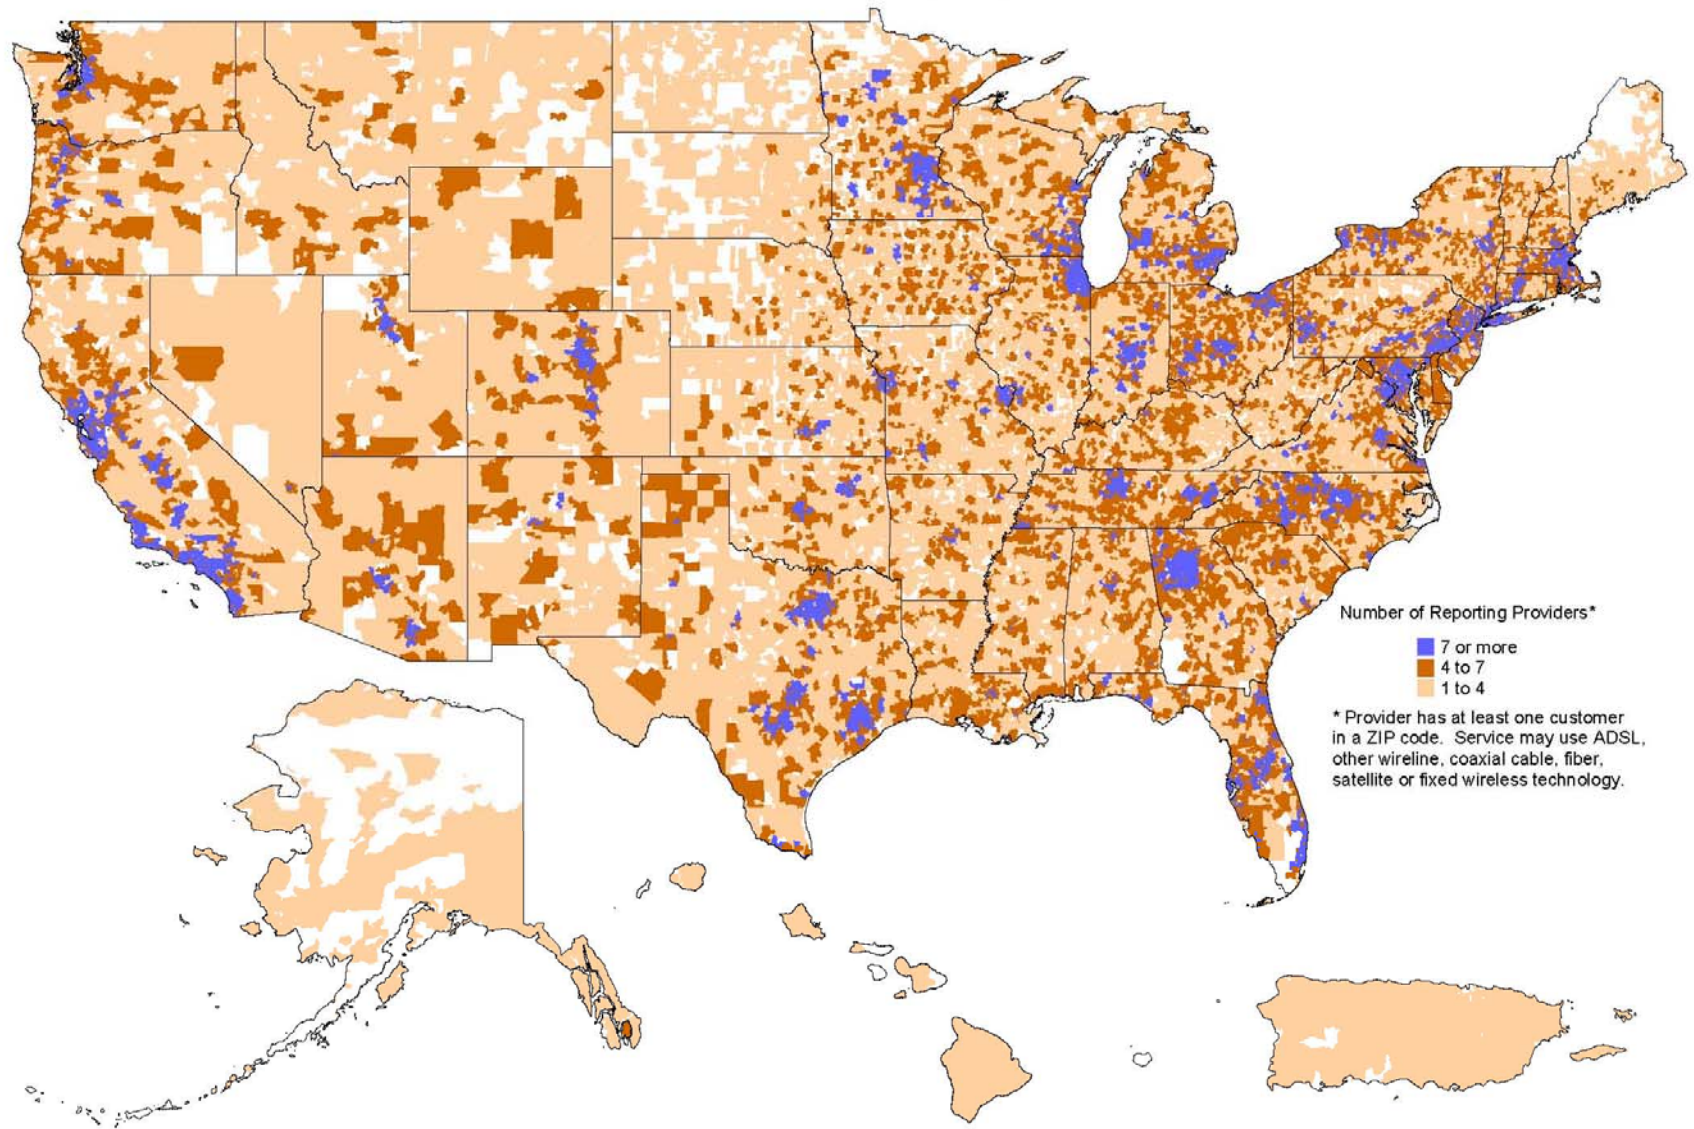 Number of Reporting Providers*
7 or more
4 to 7
1 to 4
* Provider has at least one customer
in a ZIP code. Service may use ADSL,
other wireline, coaxial cable, fiber,
satellite or fixed wireless technology.